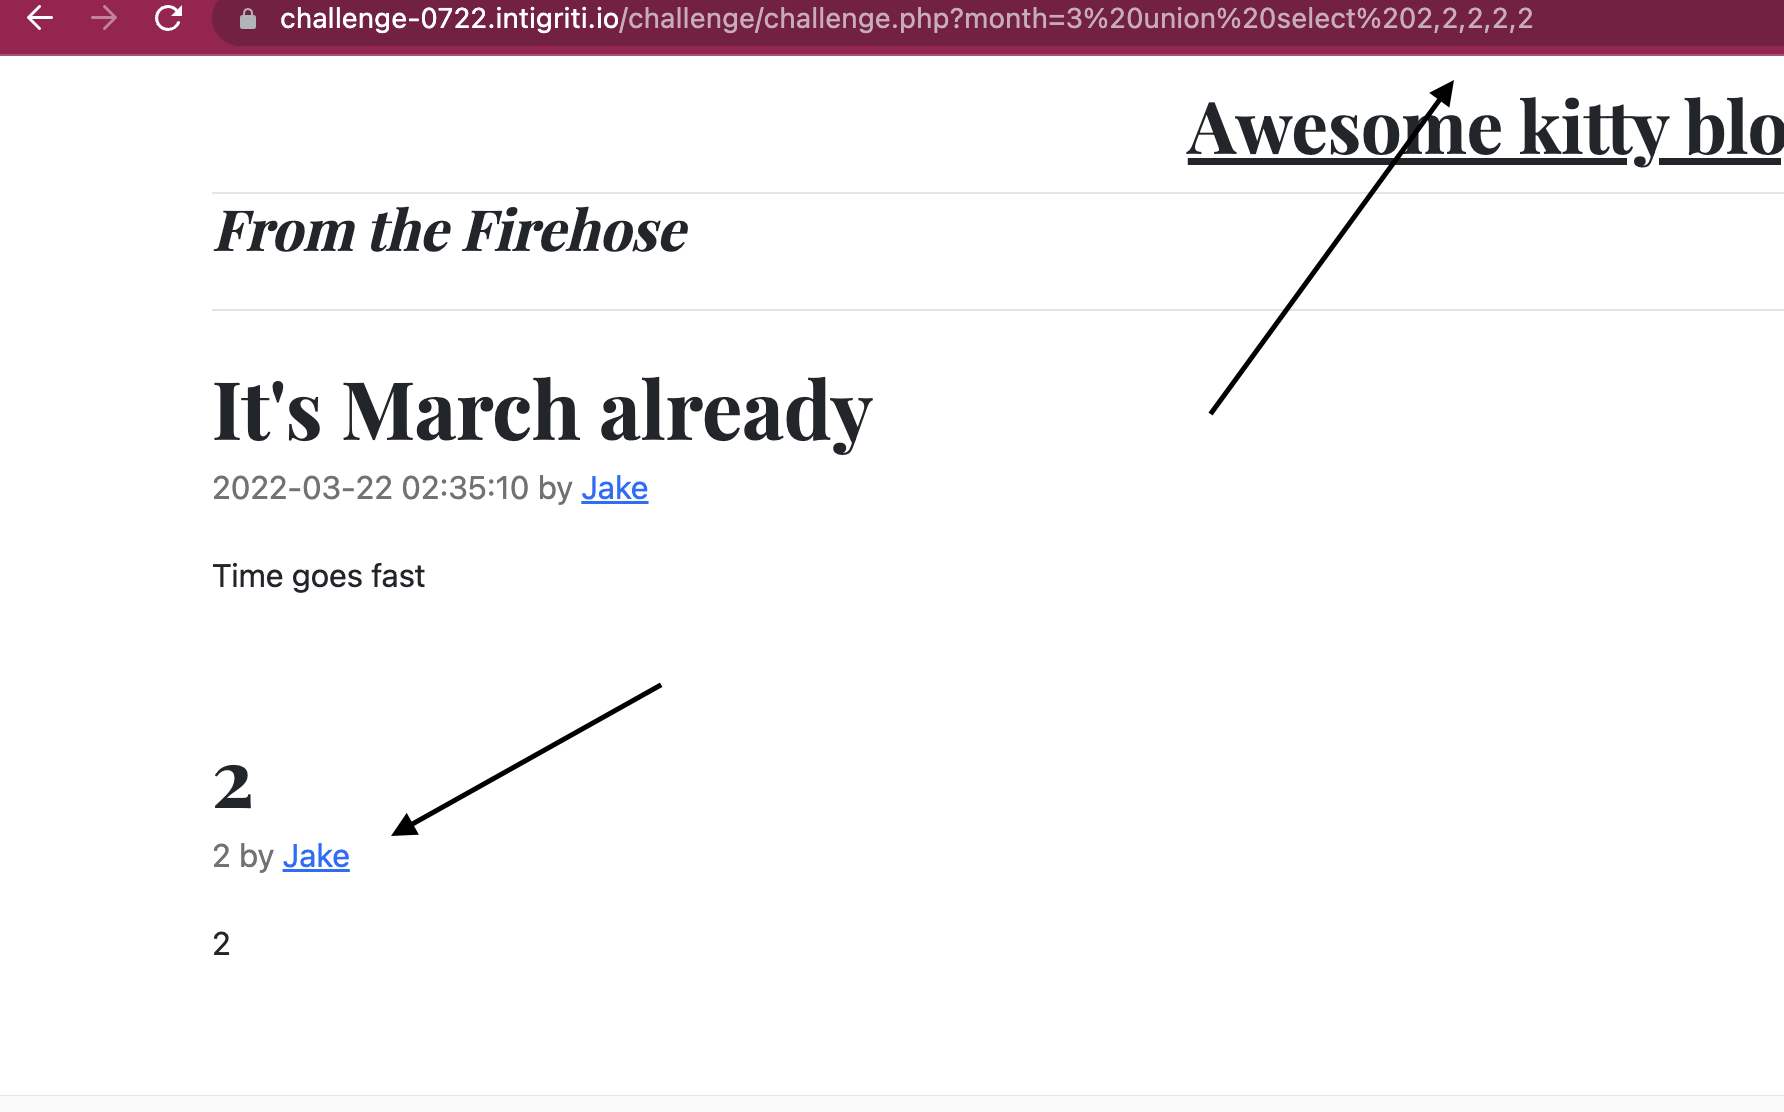 challenge-0722.intigriti.io/challenge/challenge.php?month=3%20union%20select%202,2,2,2,2
Awesome kitty blo
From the Firehose
It's March already
2022-03-22 02:35:10 by Jake
Time goes fast
2
2 by Jake
2